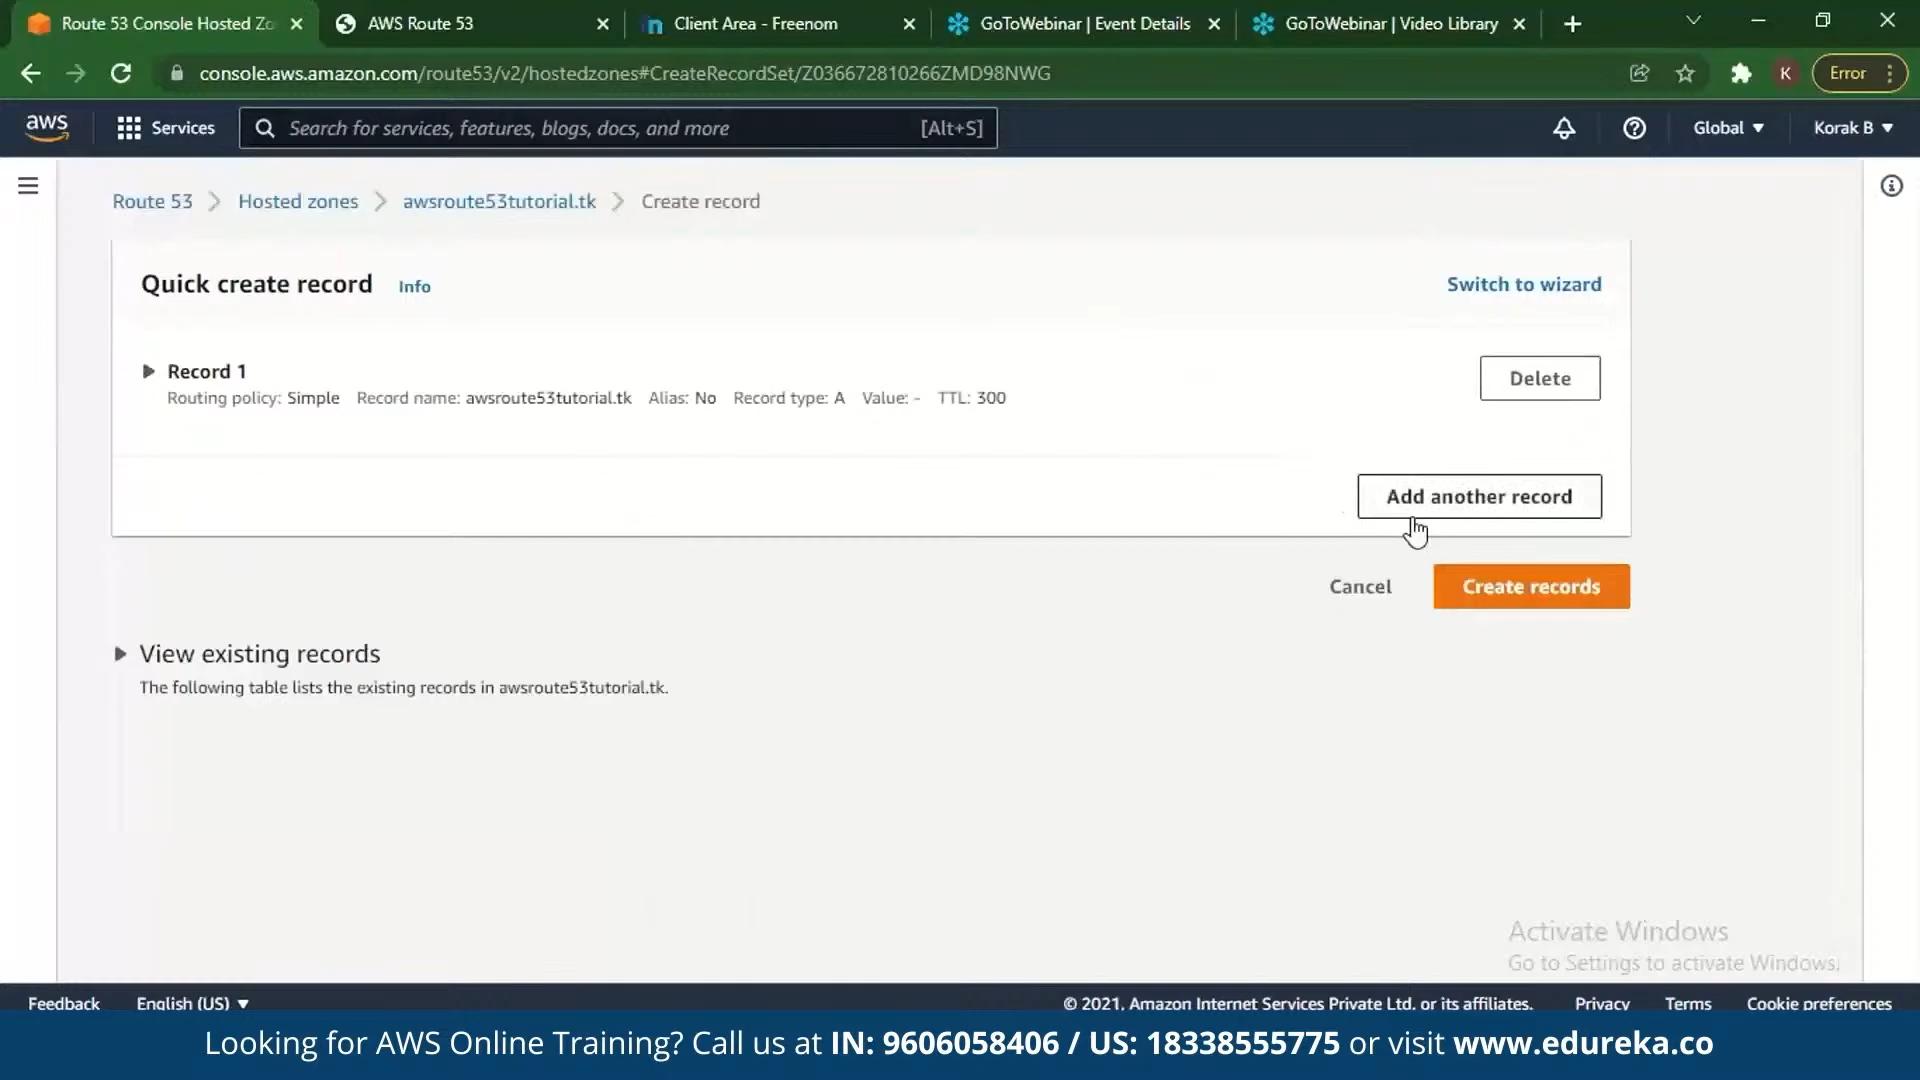 Route 53 Console Hosted Zo
AWS Route 53
Client Area - Freenom
GoToWebinar | Event Details
GoToWebinar | Video Library
console.aws.amazon.com/route53/v2/hostedzones#CreateRecordSet/Z036672810266ZMD98NWG
K
Error
aws
Services
Search for services, features, blogs, docs, and more
[Alt+S]
Global
Korak B
Route 53 > Hosted zones > awsroute53tutorial.tk > Create record
Quick create record Info
Switch to wizard
Record 1
Routing policy: Simple Record name: awsroute53tutorial.tk Alias: No Record type: A Value: - TTL: 300
Delete
Add another record
Cancel
Create records
View existing records
The following table lists the existing records in awsroute53tutorial.tk.
Activate Windows
Go to Settings to activate Windows.
Feedback
English (US)
© 2021, Amazon Internet Services Private Ltd. or its affiliates.
Privacy
Terms
Cookie preferences
Looking for AWS Online Training? Call us at IN: 9606058406 / US: 18338555775 or visit www.edureka.co